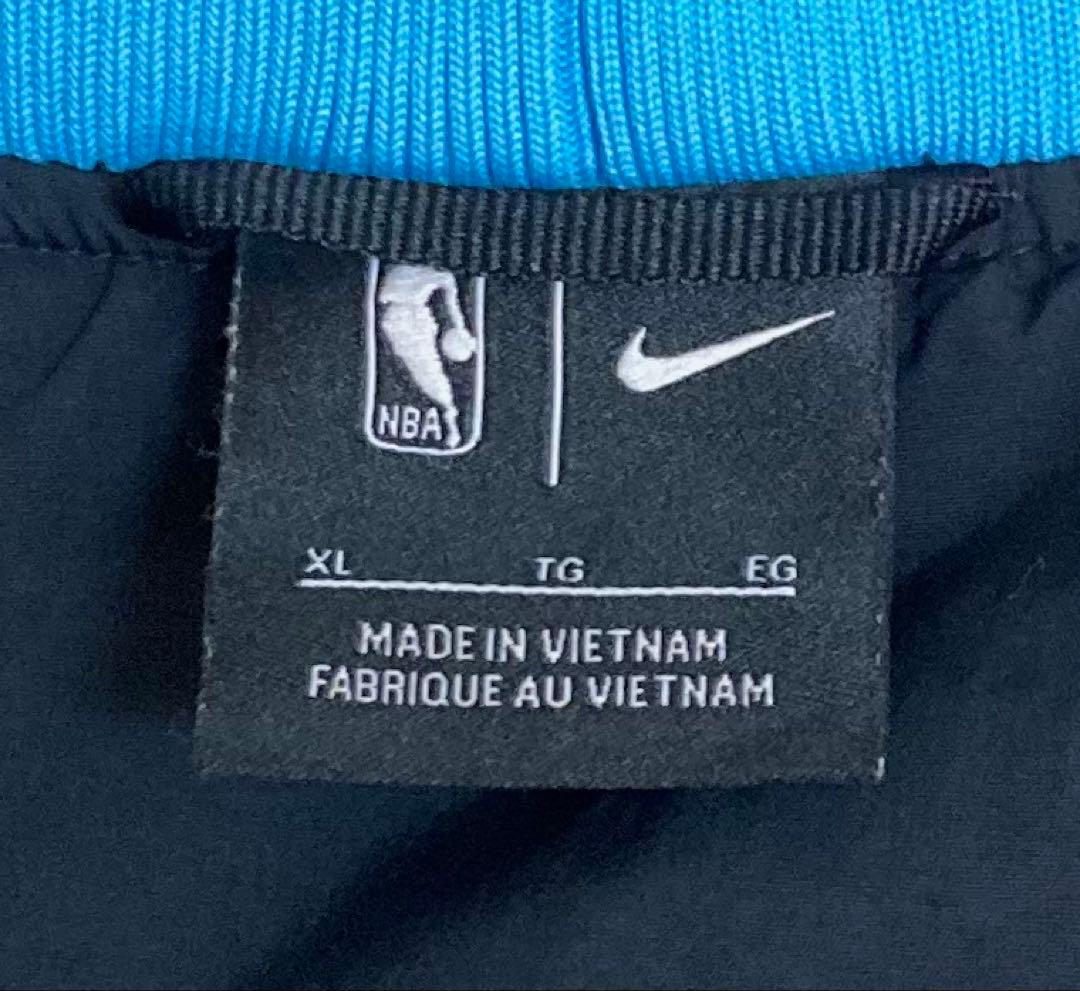 NBA
XL TG EG
MADE IN VIETNAM
FABRIQUE AU VIETNAM